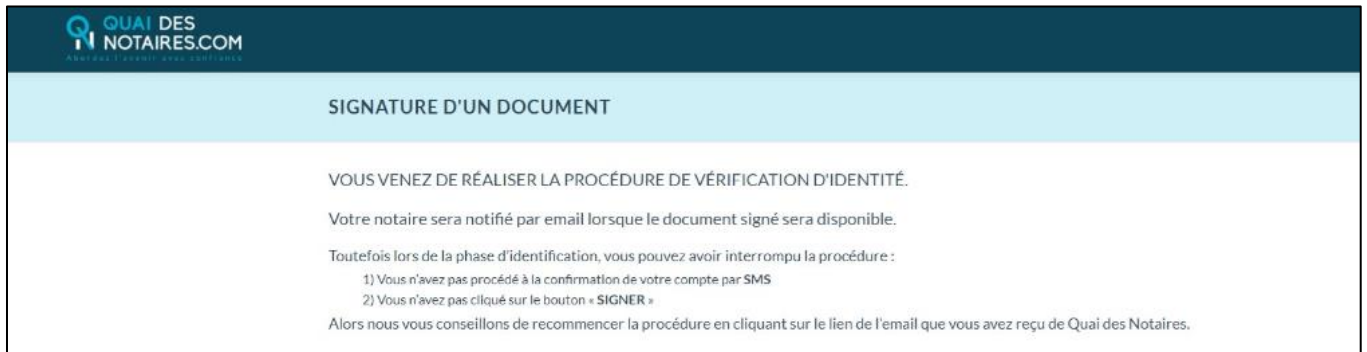 QUAI DES
NOTAIRES.COM
Abordez l'avenir avec confiance
SIGNATURE D'UN DOCUMENT
VOUS VENEZ DE RÉALISER LA PROCÉDURE DE VÉRIFICATION D'IDENTITÉ.
Votre notaire sera notifié par email lorsque le document signé sera disponible.
Toutefois lors de la phase d'identification, vous pouvez avoir interrompu la procédure :
1) Vous n'avez pas procédé à la confirmation de votre compte par SMS
2) Vous n'avez pas cliqué sur le bouton « SIGNER »
Alors nous vous conseillons de recommencer la procédure en cliquant sur le lien de l'email que vous avez reçu de Quai des Notaires.